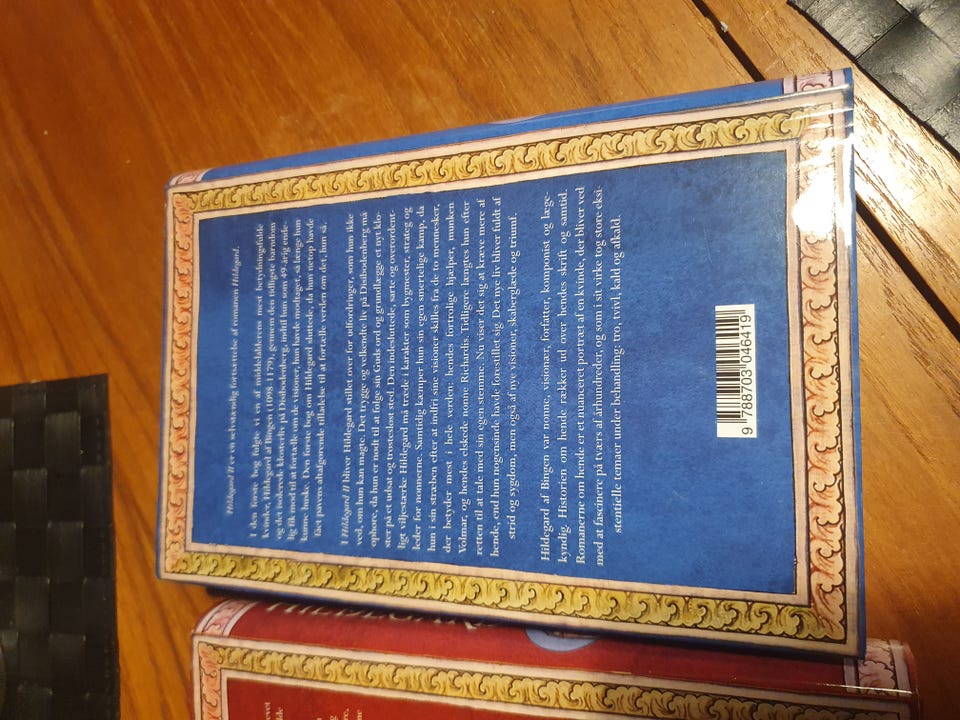 Hildegard II er en selvstændig fortsættelse af romanen Hildegard.
I den første bog fulgte vi en af middelalderens mest betydningsfulde
kvinder, Hildegard af Bingen (1098-1179), gennem den tidligste barndom
og det isolerede klosterliv på Disibodenberg, indtil hun som 49-årig ende-
lig fik mod til at fortælle om de visioner, hun havde modtaget, så længe hun
kunne huske. Den første bog om Hildegard sluttede, da hun netop havde
fået pavens altafgørende tilladelse til at fortælle verden om det, hun så.
I Hildegard II bliver Hildegard stillet over for udfordringer, som hun ikke
ved, om hun kan magte. Det trygge og velkendte liv på Disibodenberg må
ophøre, da hun er nødt til at følge sin Guds ord og grundlægge et nyt klo-
ster på et udsat og trøstesløst sted. Den indesluttede, sarte og overordent-
ligt viljestærke Hildegard må træde i karakter som bygmester, strateg og
leder for nonnerne. Samtidig kæmper hun sin egen smertelige kamp, da
hun i sin stræben efter at indfri sine visioner skilles fra de to mennesker,
der betyder mest i hele verden: hendes fortrolige hjælper, munken
Volmar, og hendes elskede nonne Richardis. Tidligere længtes hun efter
retten til at tale med sin egen stemme. Nu viser det sig at kræve mere af
hende, end hun nogensinde havde forestillet sig. Det nye liv bliver fuldt af
strid og sygdom, men også af nye visioner, skaberglæde og triumf.
Hildegard af Bingen var nonne, visionær, forfatter, komponist og læge-
kyndig. Historien om hende rækker ud over hendes skrift og samtid.
Romanerne om hende er et nuanceret portræt af en kvinde, der bliver ved
med at fascinere på tværs af århundreder, og som i sit virke tog store eksi-
stentielle temaer under behandling: tro, tvivl, kald og afkald.
9 788703 046419
HILDEGARD